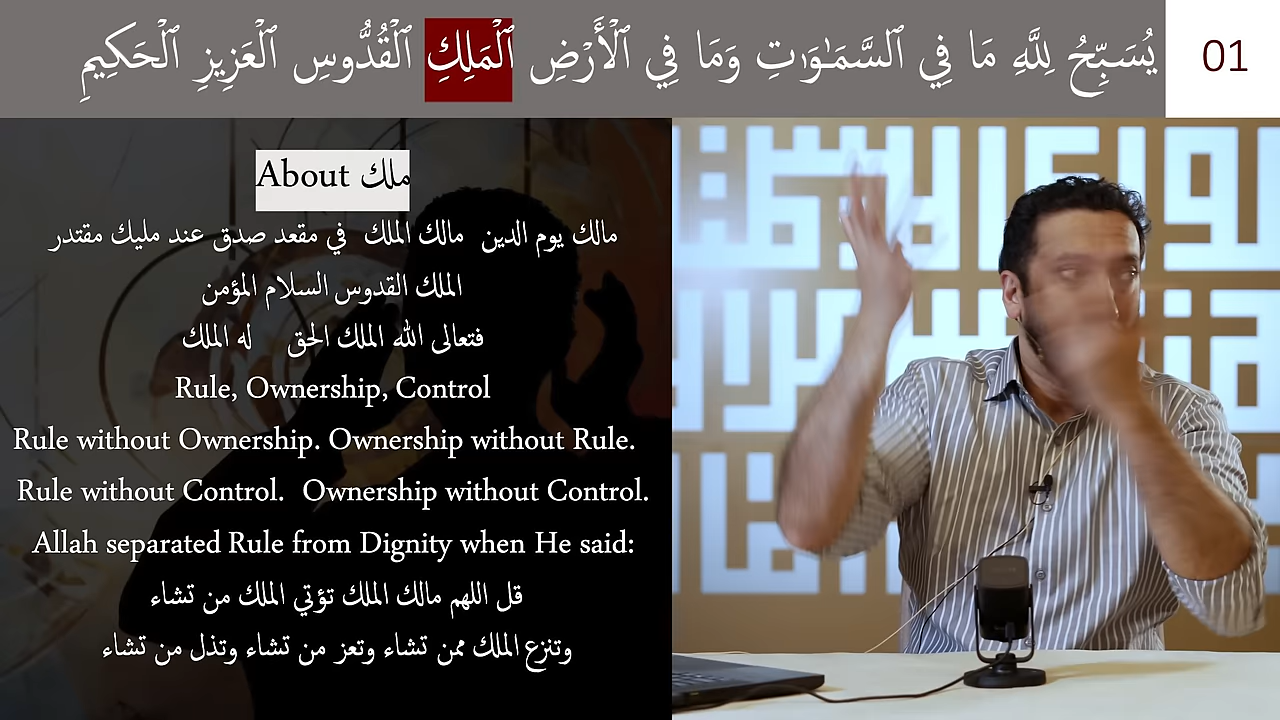 يُسَبِّحُ لِلَّهِ مَا فِي ٱلسَّمَـٰوَٰتِ وَمَا فِي ٱلْأَرْضِ ٱلْمَلِكِ ٱلْقُدُّوسِ ٱلْعَزِيزِ ٱلْحَكِيمِ
01
About ملك
مالك يوم الدين مالك الملك في مقعد صدق عند مليك مقتدر
الملك القدوس السلام المؤمن
فتعالى الله الملك الحق له الملك
Rule, Ownership, Control
Rule without Ownership. Ownership without Rule.
Rule without Control. Ownership without Control.
Allah separated Rule from Dignity when He said:
قل اللهم مالك الملك تؤتي الملك من تشاء
وتنزع الملك ممن تشاء وتعز من تشاء وتذل من تشاء